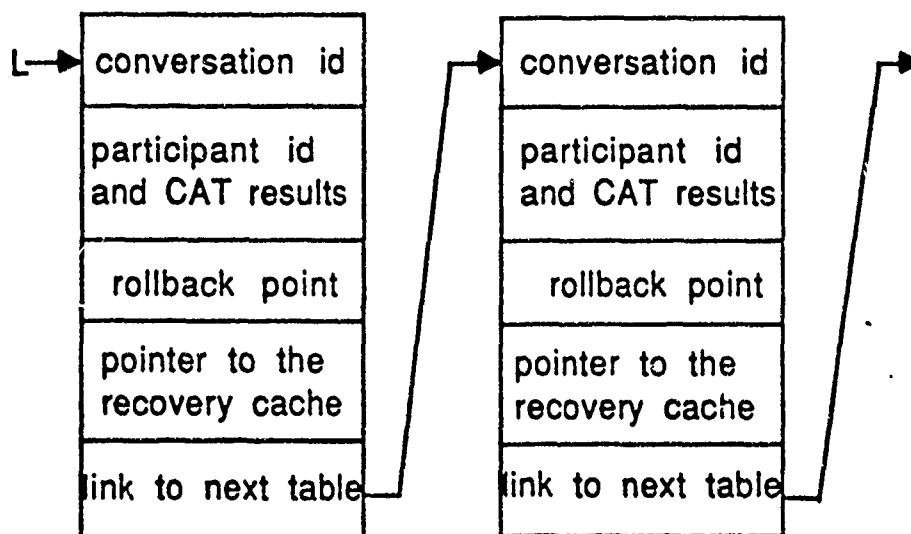 L
conversation id
participant id
and CAT results
rollback point
pointer to the
recovery cache
link to next table
conversation id
participant id
and CAT results
rollback point
pointer to the
recovery cache
link to next table